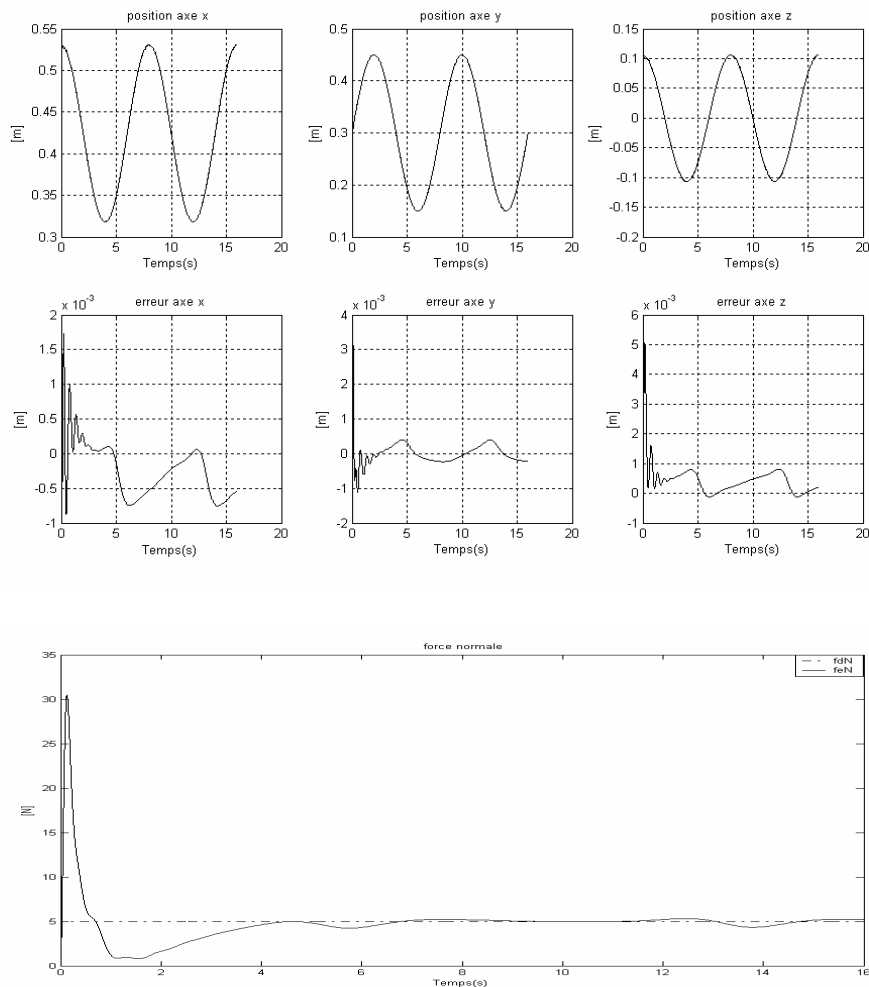 position axe x
position axe y
position axe z
0.55
0.5
0.45
0.4
0.35
0.3
[m]
0 5 10 15 20
Temps(s)
0.5
0.4
0.3
0.2
0.1
[m]
0 5 10 15 20
Temps(s)
0.15
0.1
0.05
0
-0.05
-0.1
-0.15
-0.2
[m]
0 5 10 15 20
Temps(s)
x 10-3
erreur axe x
2
1.5
1
0.5
0
-0.5
-1
[m]
0 5 10 15 20
Temps(s)
x 10-3
erreur axe y
4
3
2
1
0
-1
-2
[m]
0 5 10 15 20
Temps(s)
x 10-3
erreur axe z
6
5
4
3
2
1
0
-1
[m]
0 5 10 15 20
Temps(s)
force normale
35
30
25
20
15
10
5
0
[N]
fdN
feN
0 2 4 6 8 10 12 14 16
Temps(s)